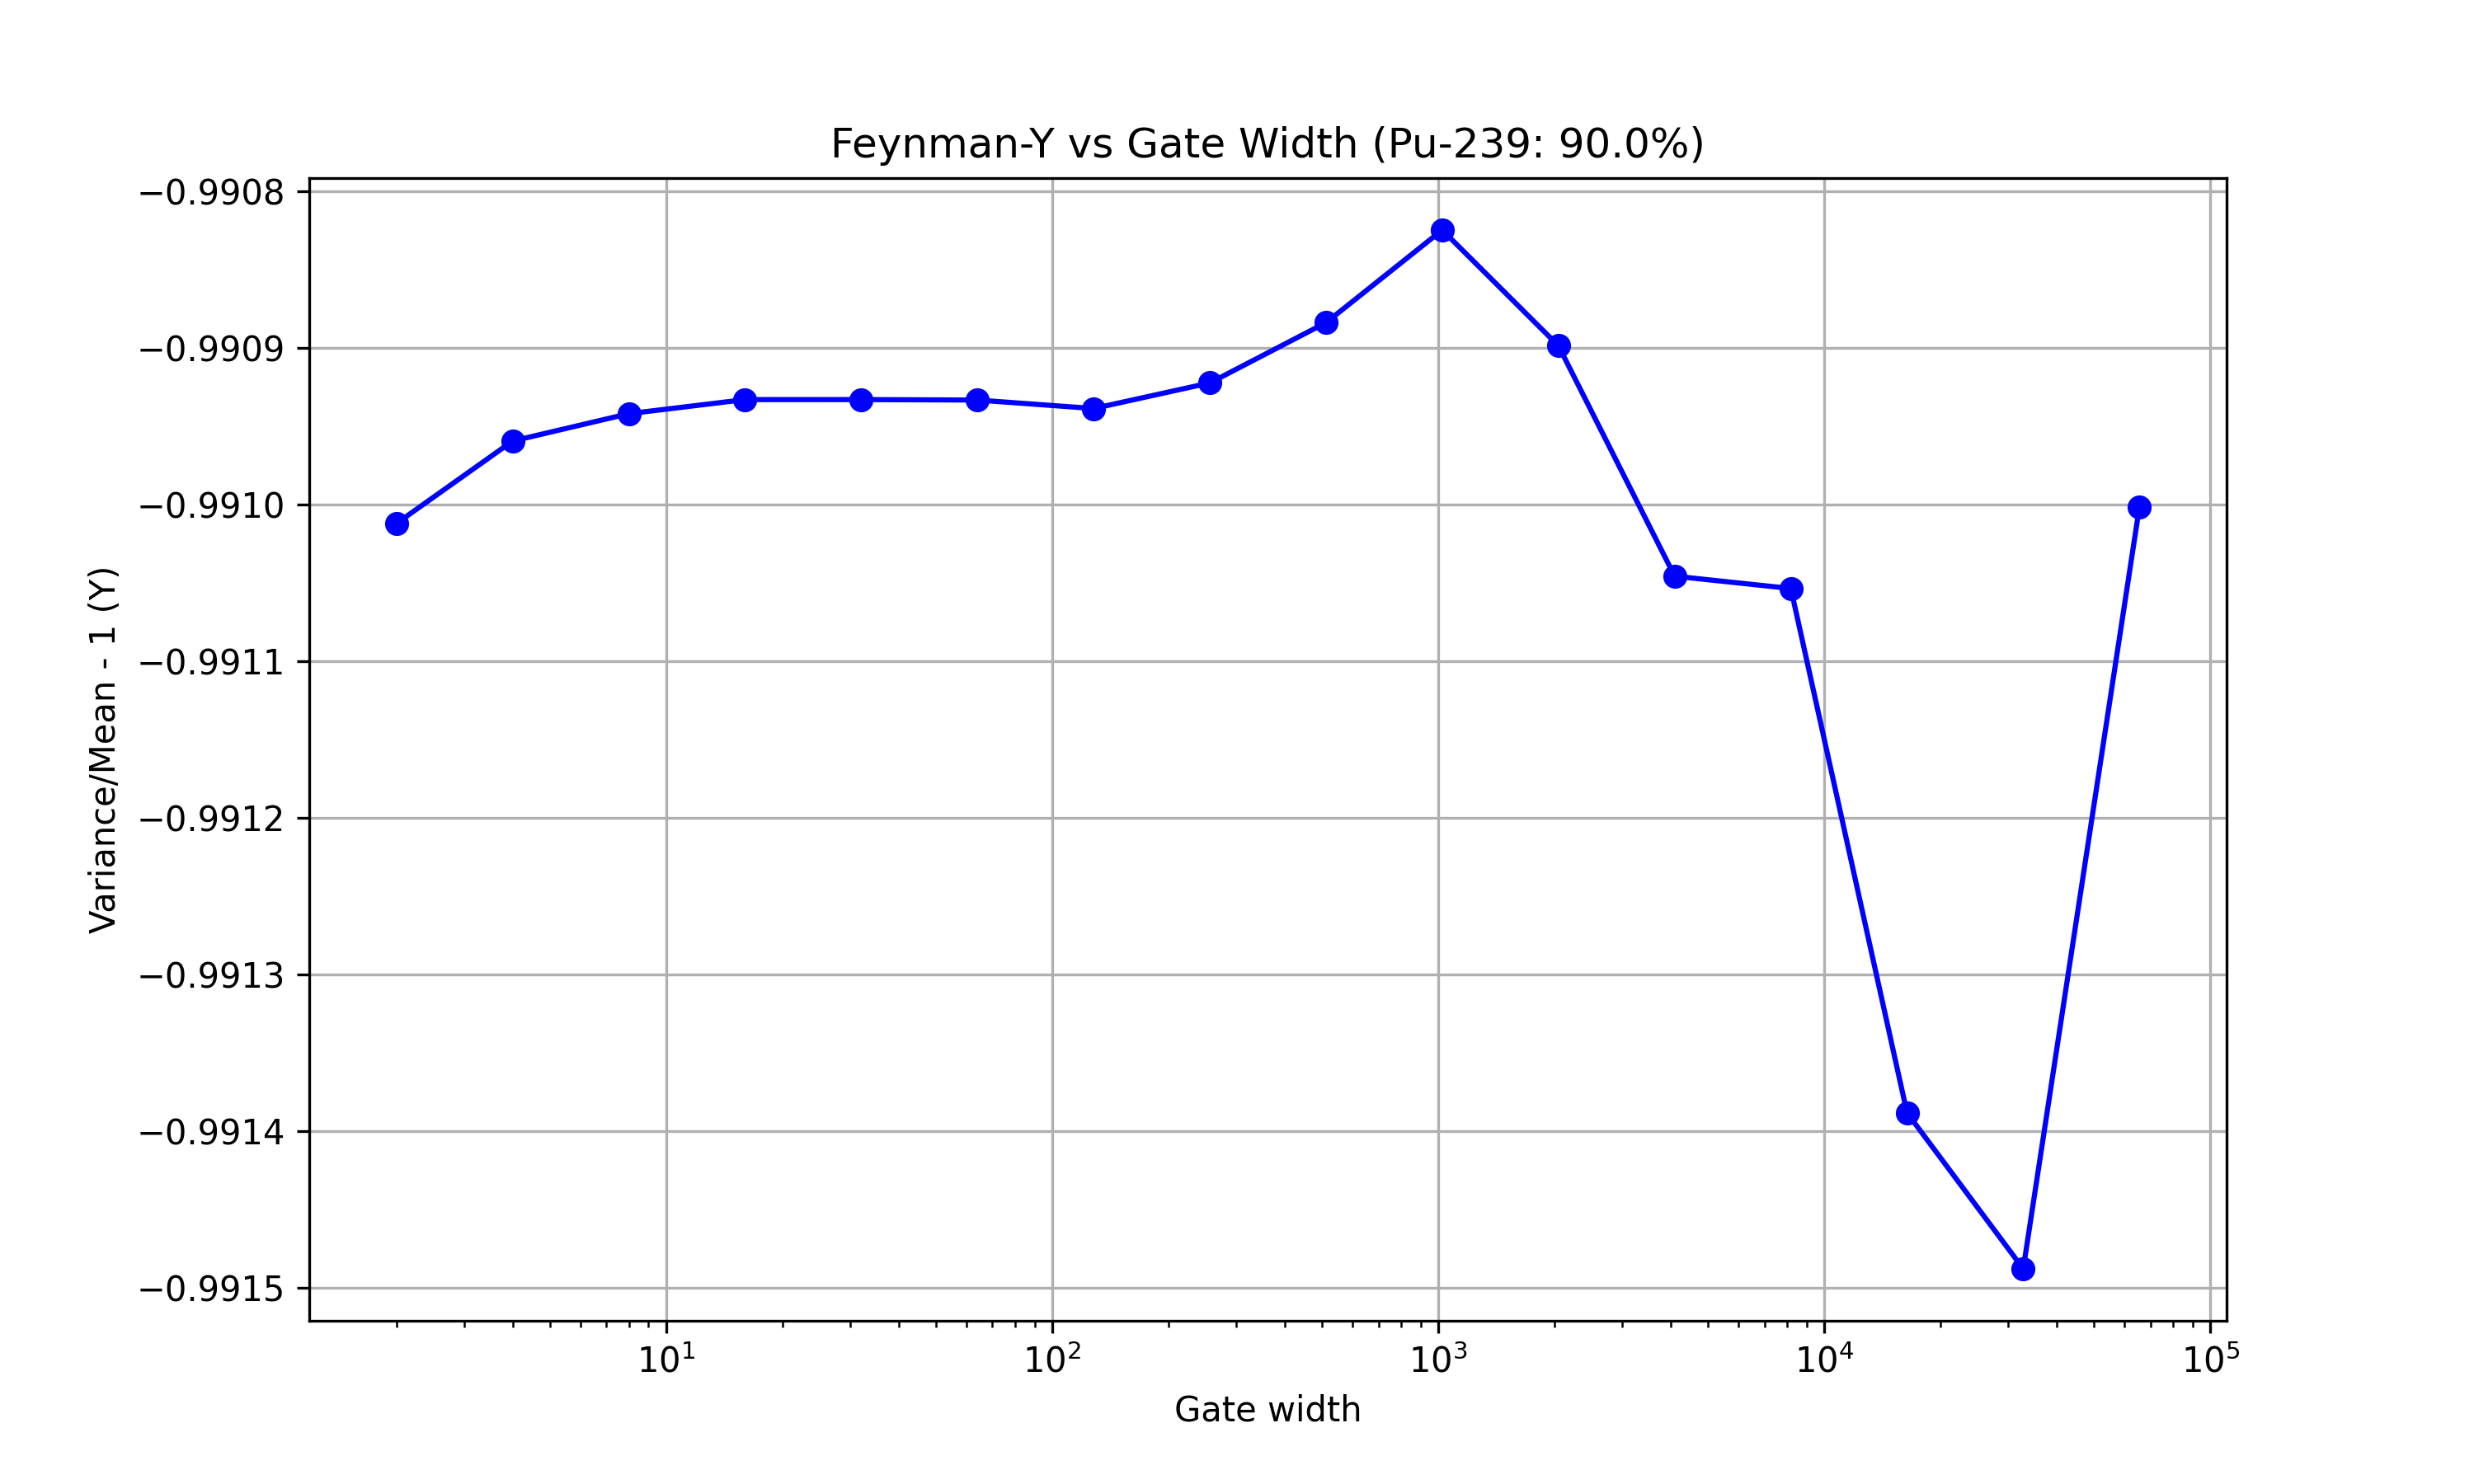 Feynman-Y vs Gate Width (Pu-239: 90.0%)
Variance/Mean - 1 (Y)
−0.9908
−0.9909
−0.9910
−0.9911
−0.9912
−0.9913
−0.9914
−0.9915
10¹ 10² 10³ 10⁴ 10⁵
Gate width